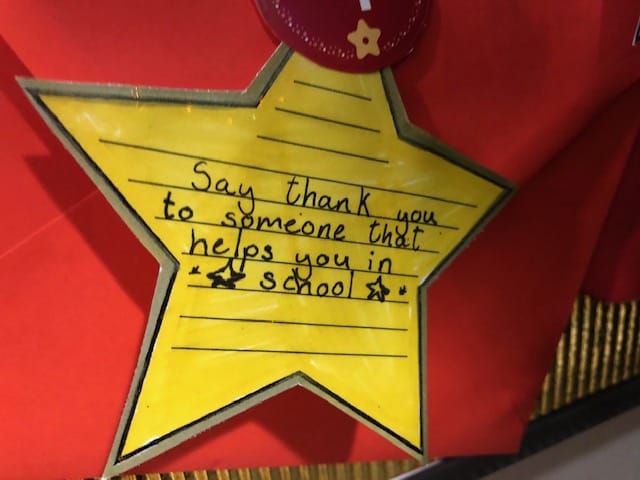 Say thank you
to someone that
helps you in
school